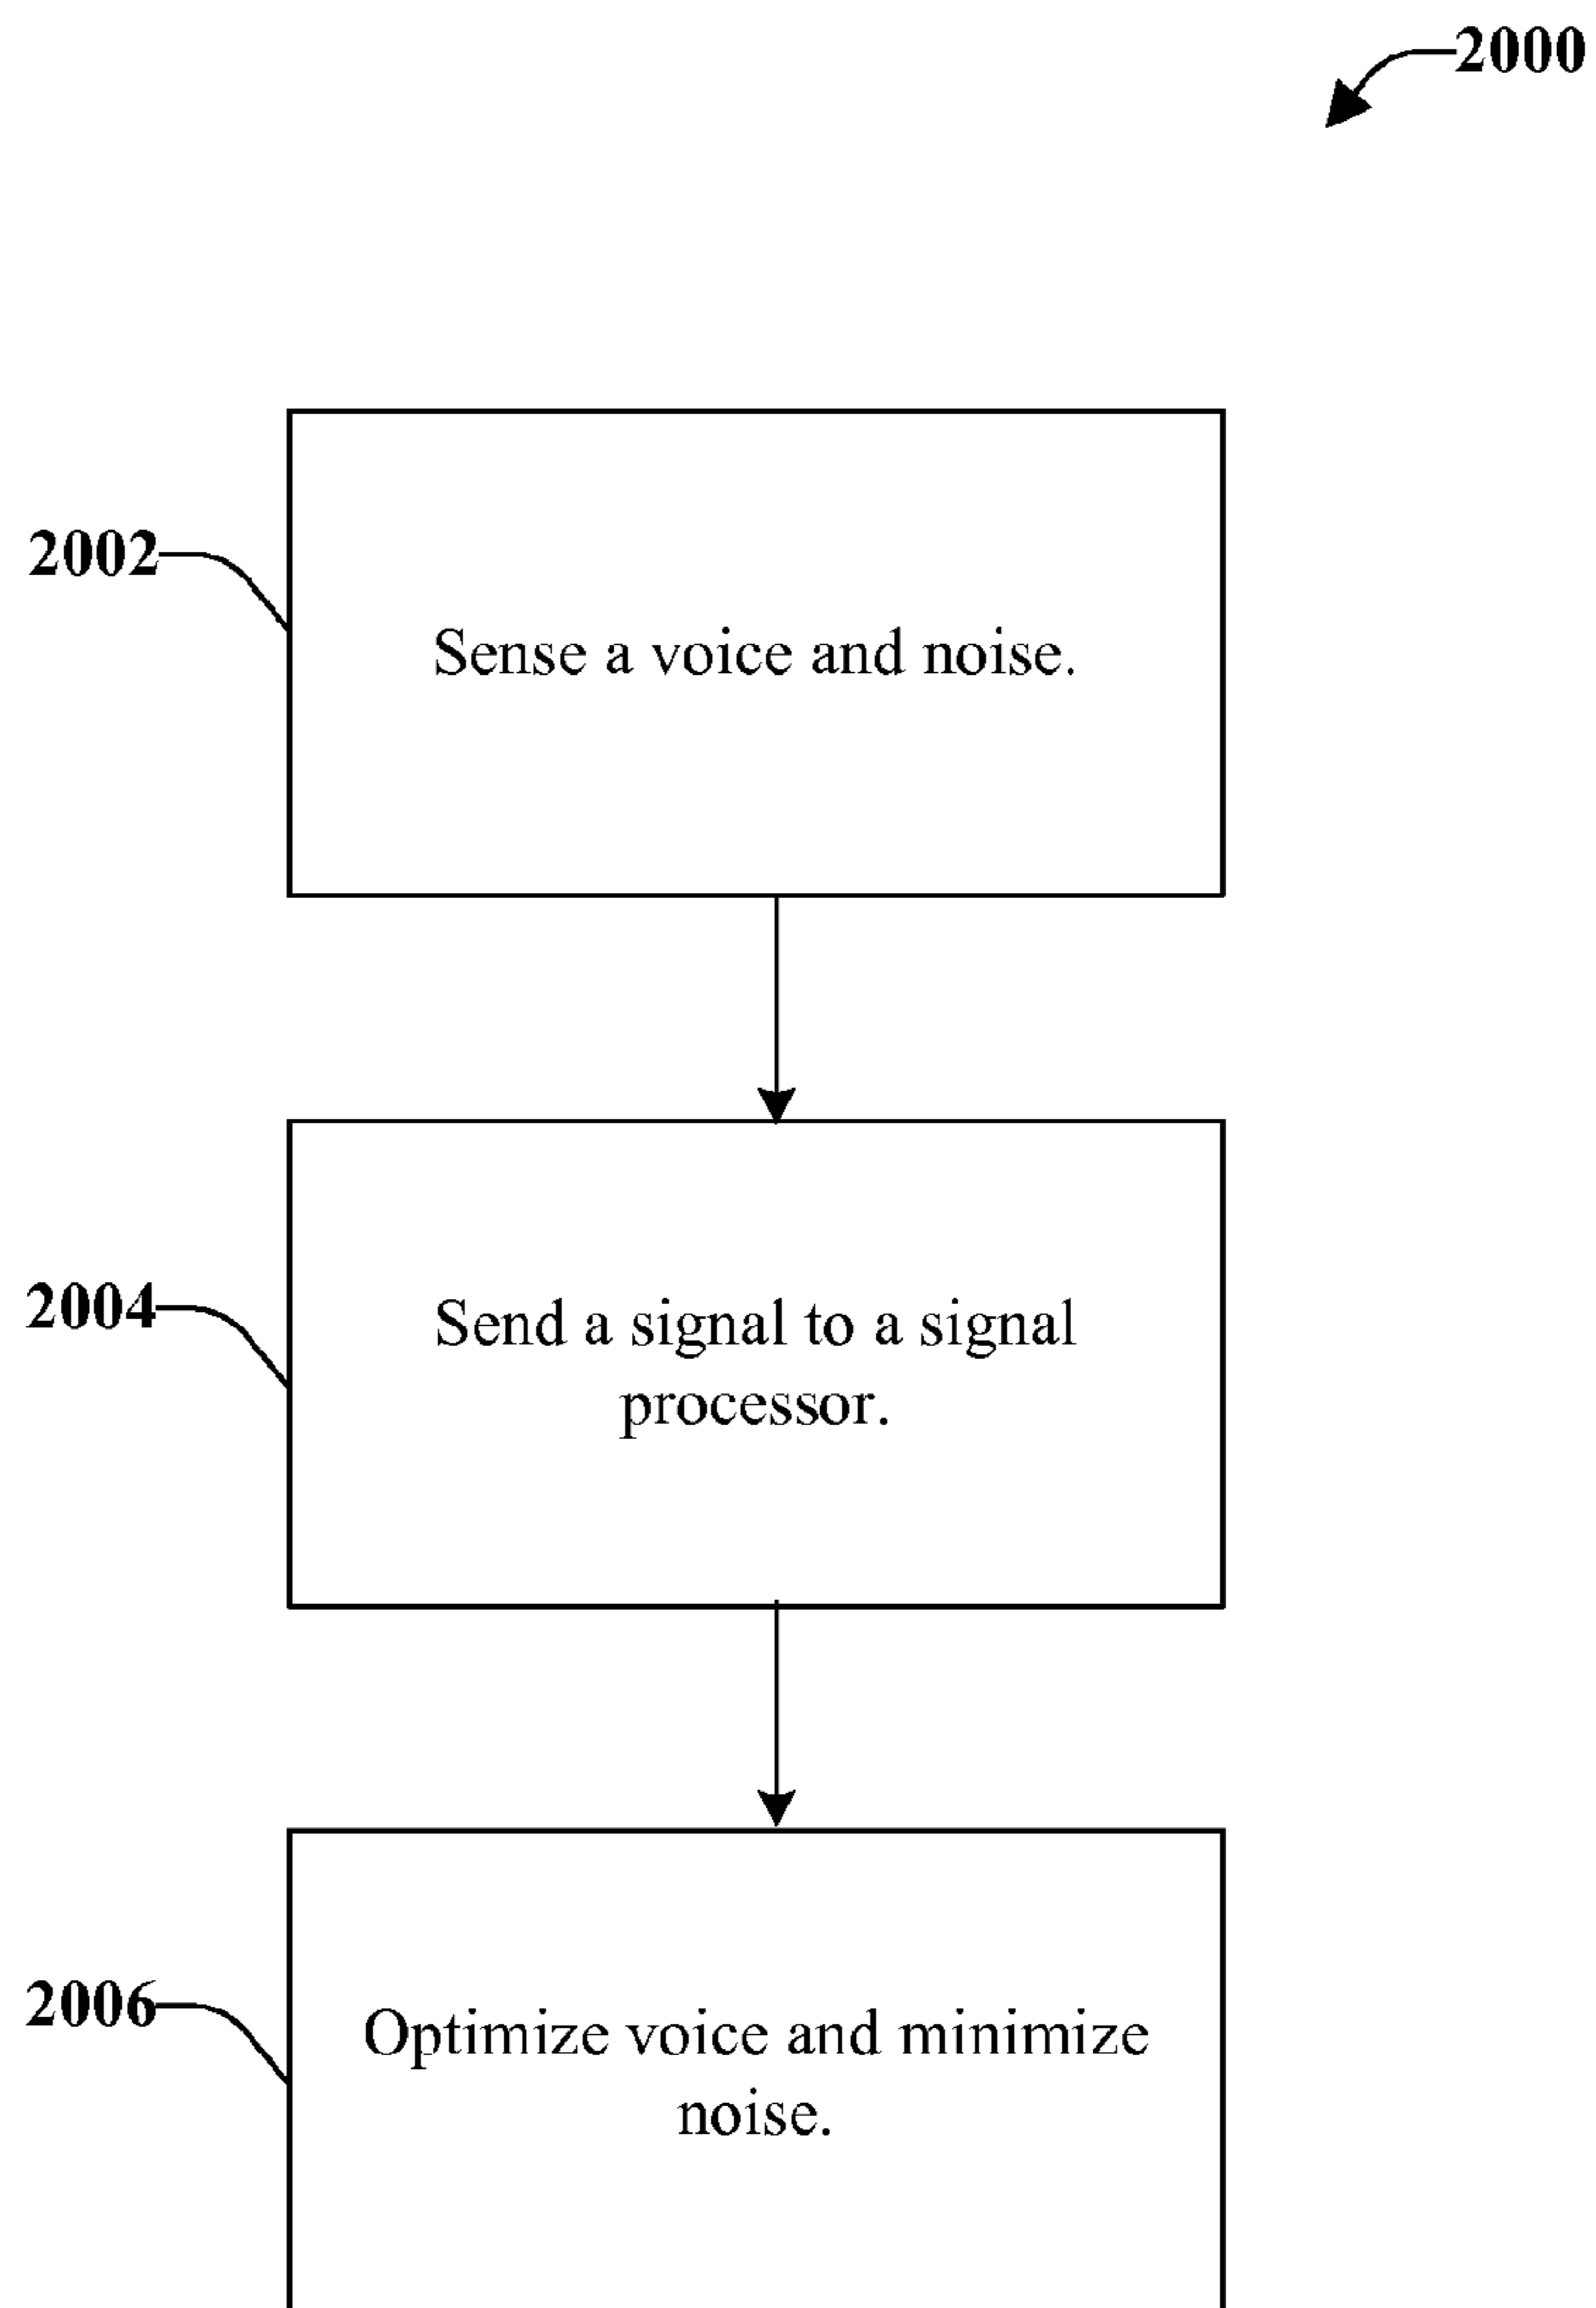 2000
2002
Sense a voice and noise.
2004
Send a signal to a signal
processor.
2006
Optimize voice and minimize
noise.